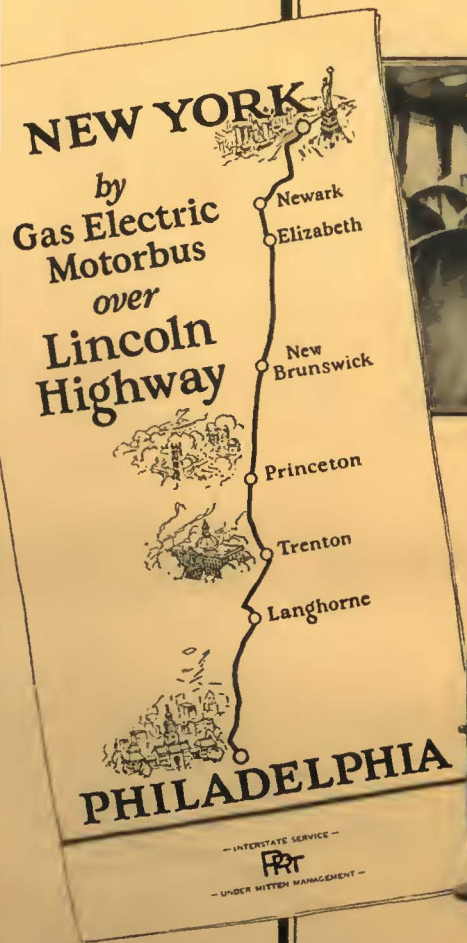 NEW YORK
by
Gas Electric
Motorbus
over
Lincoln
Highway
Newark
Elizabeth
New
Brunswick
Princeton
Trenton
Langhorne
PHILADELPHIA
– INTERSTATE SERVICE –
PRT
– UNDER MITTEN MANAGEMENT –